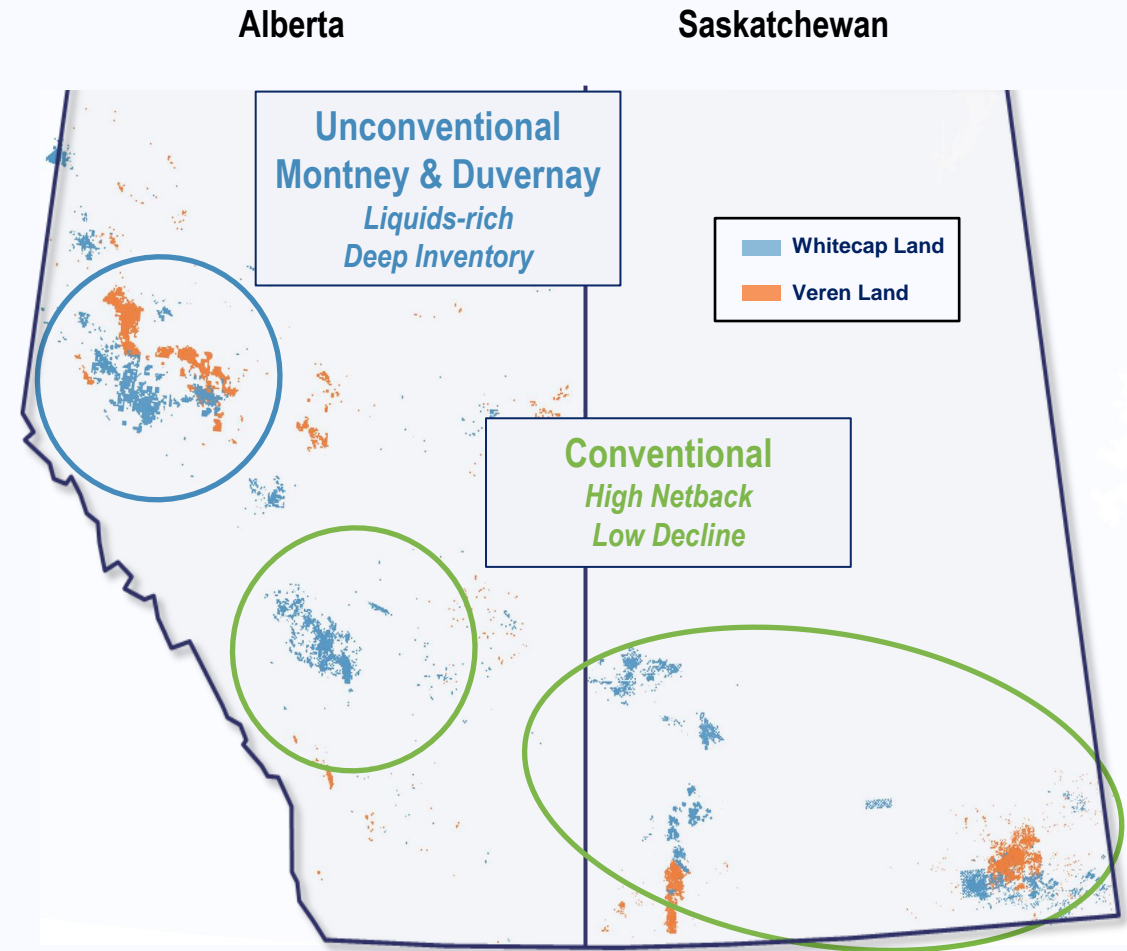 Alberta
Saskatchewan
Unconventional
Montney & Duvernay
Liquids-rich
Deep Inventory
Whitecap Land
Veren Land
Conventional
High Netback
Low Decline